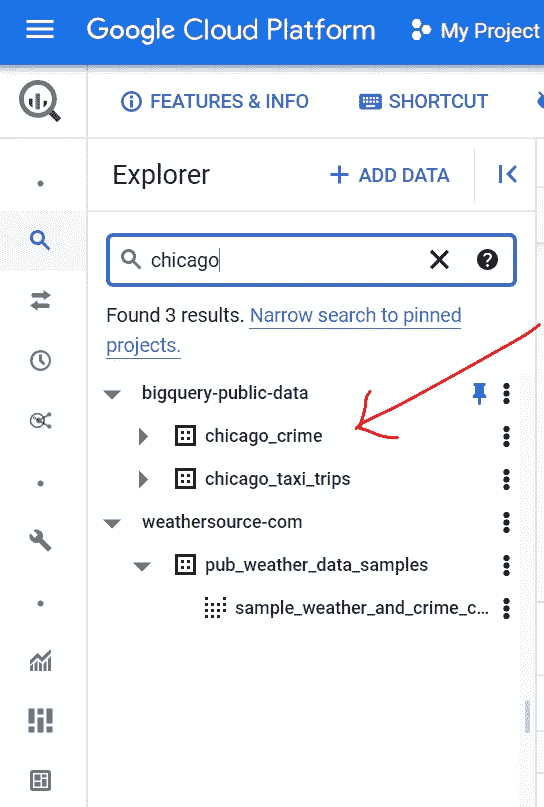 Google Cloud Platform My Project
FEATURES & INFO SHORTCUT
Explorer + ADD DATA
chicago
Found 3 results. Narrow search to pinned
projects.
bigquery-public-data
chicago_crime
chicago_taxi_trips
weathersource-com
pub_weather_data_samples
sample_weather_and_crime_c...